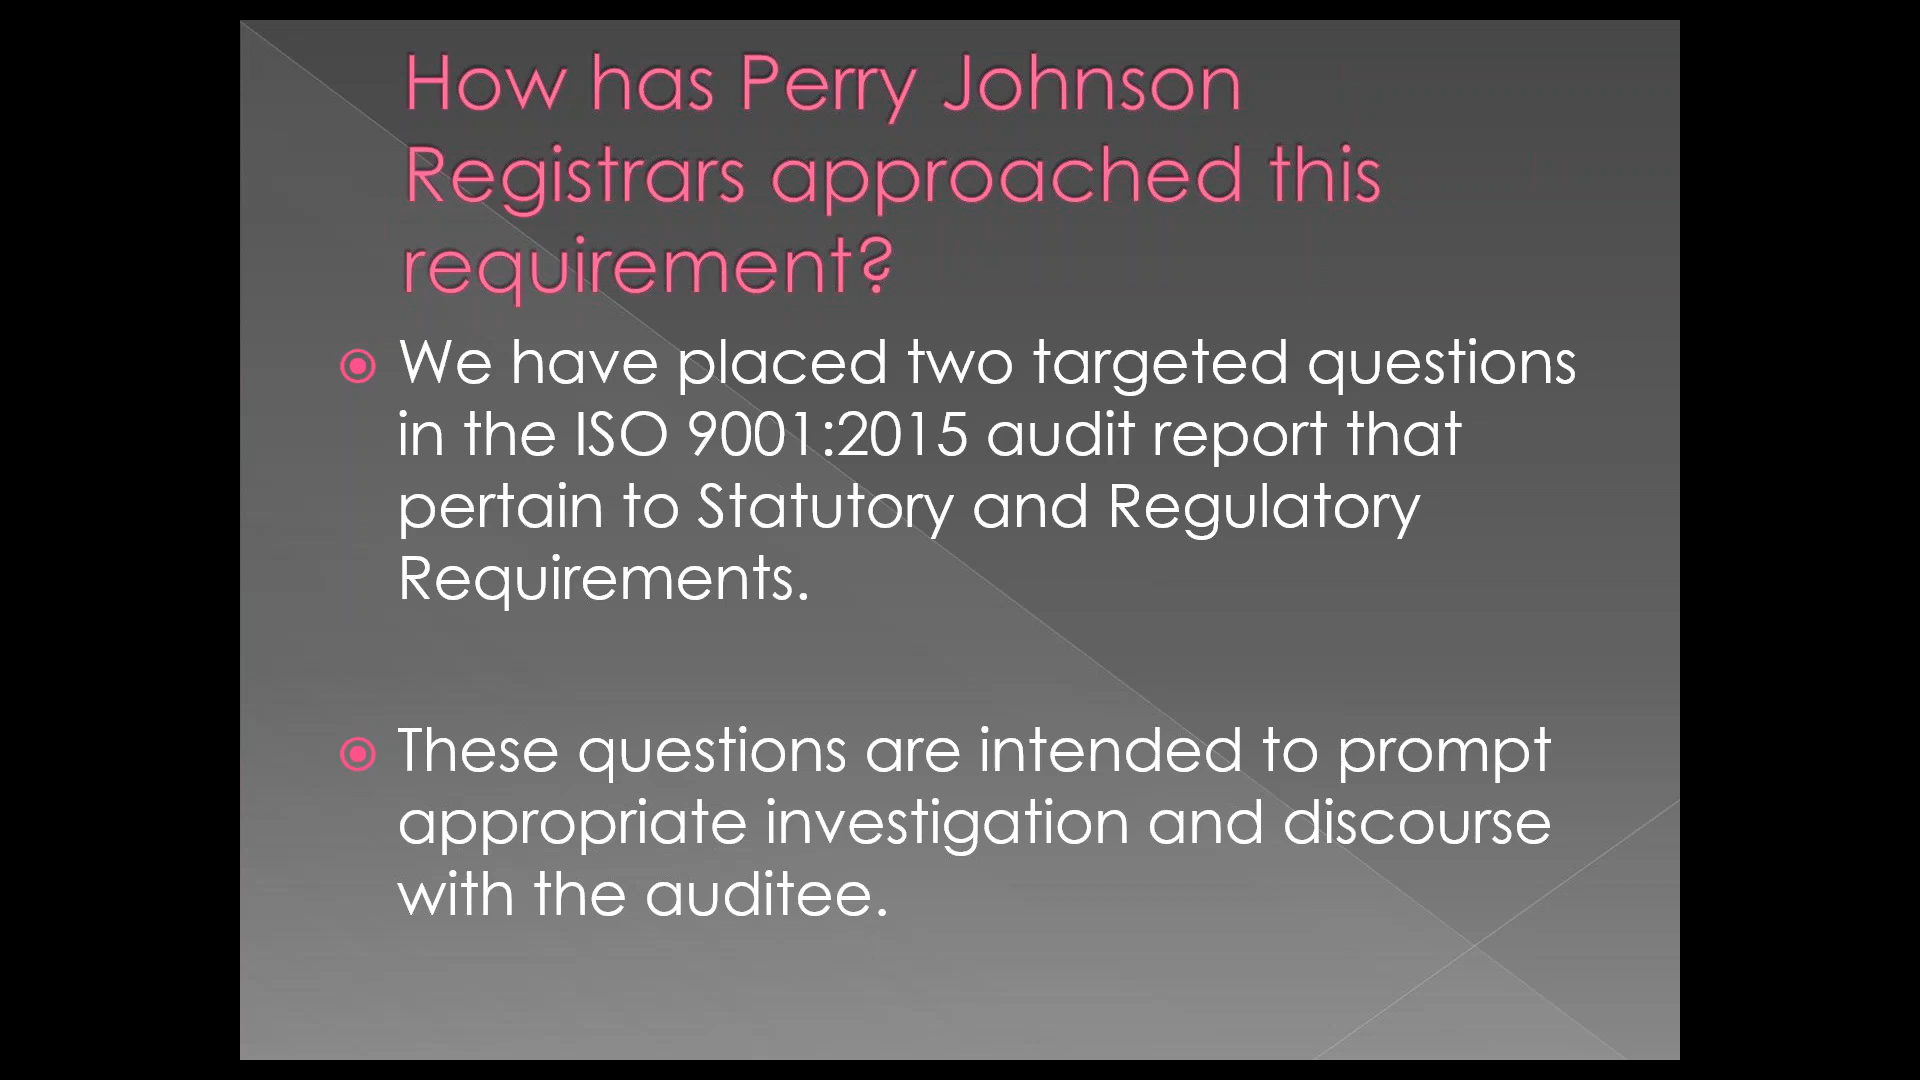 How has Perry Johnson
Registrars approached this
requirement?
We have placed two targeted questions
in the ISO 9001:2015 audit report that
pertain to Statutory and Regulatory
Requirements.
These questions are intended to prompt
appropriate investigation and discourse
with the auditee.